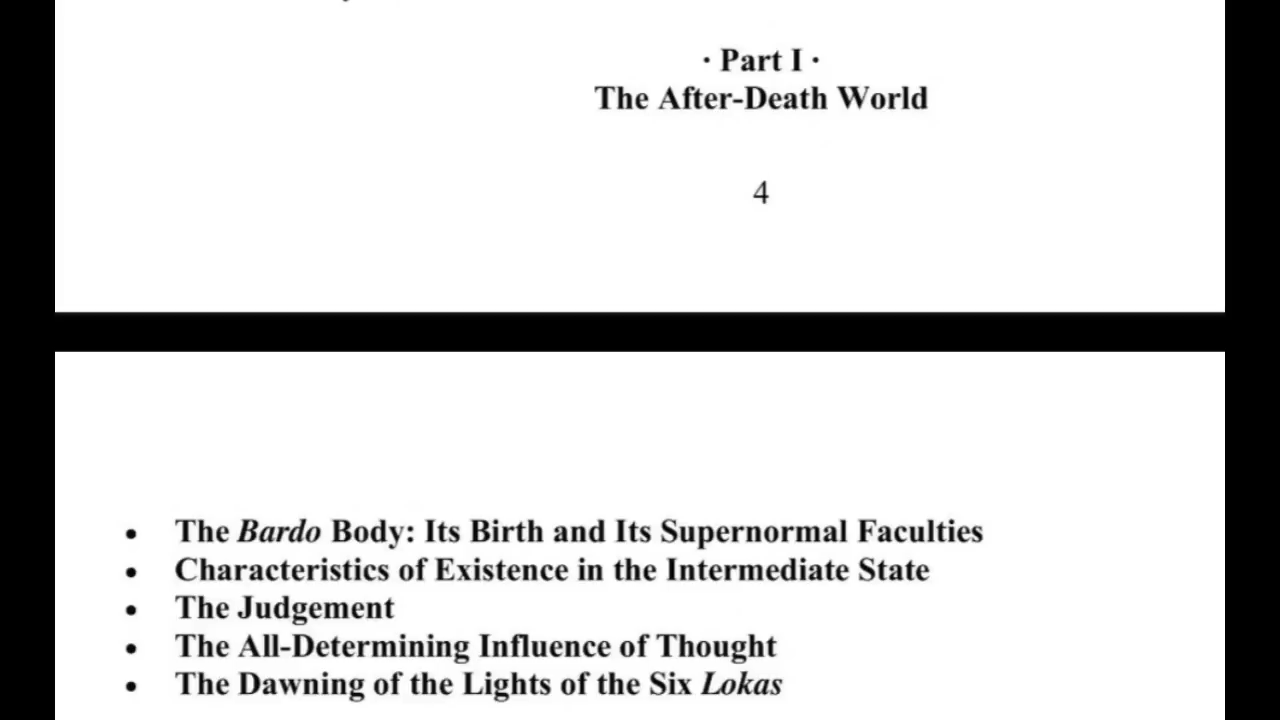 · Part I ·
The After-Death World
4
• The Bardo Body: Its Birth and Its Supernormal Faculties
• Characteristics of Existence in the Intermediate State
• The Judgement
• The All-Determining Influence of Thought
• The Dawning of the Lights of the Six Lokas